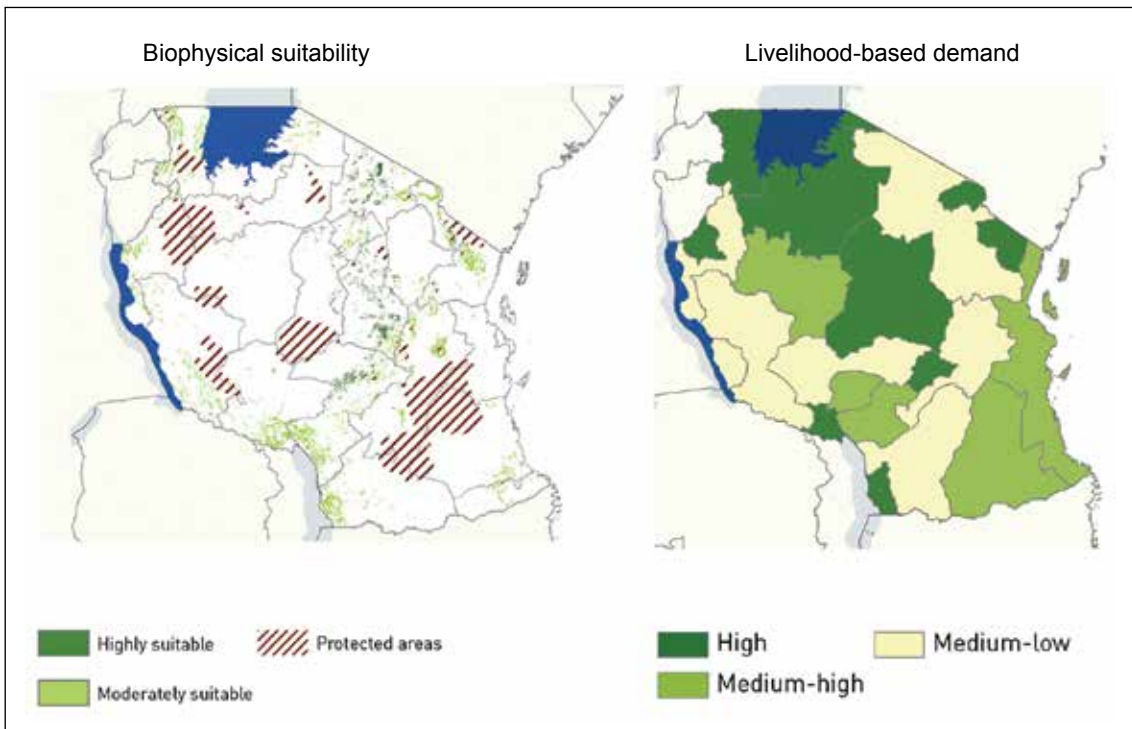 Biophysical suitability
Livelihood-based demand
Highly suitable
Protected areas
Moderately suitable
High
Medium-low
Medium-high